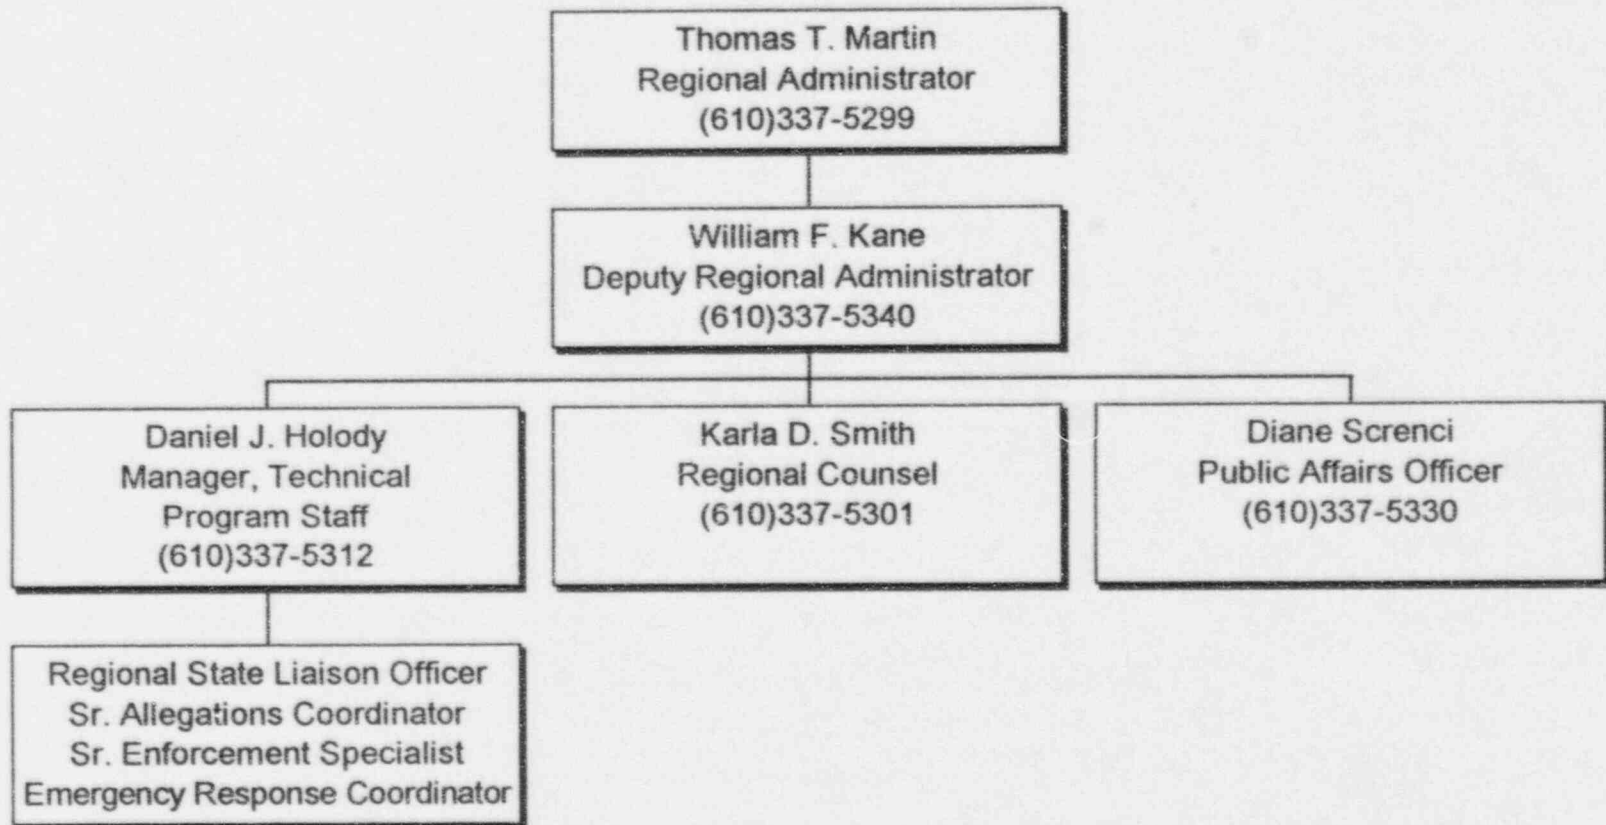 Thomas T. Martin
Regional Administrator
(610)337-5299
William F. Kane
Deputy Regional Administrator
(610)337-5340
Daniel J. Holody
Manager, Technical
Program Staff
(610)337-5312
Karla D. Smith
Regional Counsel
(610)337-5301
Diane Screnci
Public Affairs Officer
(610)337-5330
Regional State Liaison Officer
Sr. Allegations Coordinator
Sr. Enforcement Specialist
Emergency Response Coordinator